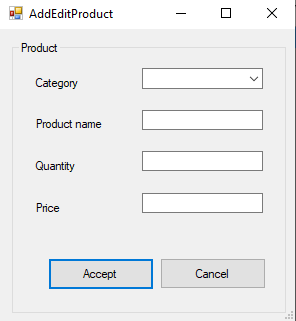 AddEditProduct
Product
Category
Product name
Quantity
Price
Accept Cancel